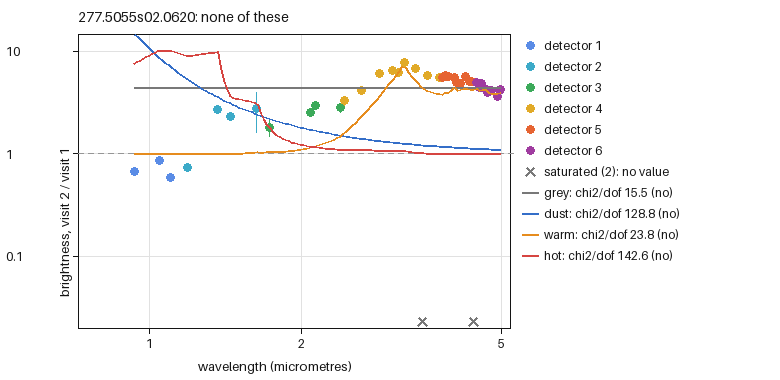 277.5055s02.0620: none of these
10
1
0.1
brightness, visit 2 / visit 1
1
2
5
wavelength (micrometres)
detector 1
detector 2
detector 3
detector 4
detector 5
detector 6
saturated (2): no value
grey: chi2/dof 15.5 (no)
dust: chi2/dof 128.8 (no)
warm: chi2/dof 23.8 (no)
hot: chi2/dof 142.6 (no)